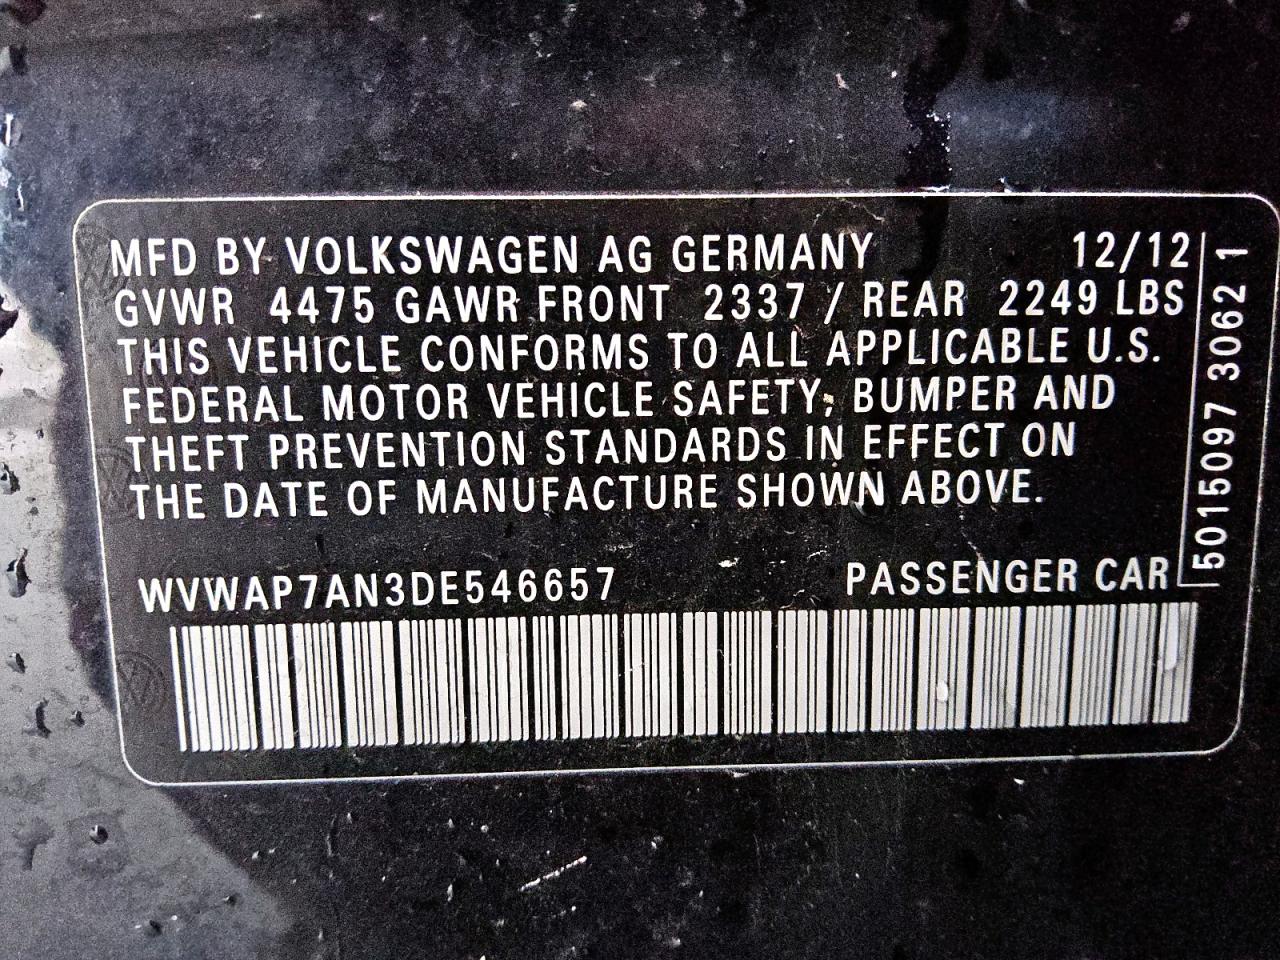 MFD BY VOLKSWAGEN AG GERMANY 12/12
GVWR 4475 GAWR FRONT 2337 / REAR 2249 LBS
THIS VEHICLE CONFORMS TO ALL APPLICABLE U.S.
FEDERAL MOTOR VEHICLE SAFETY, BUMPER AND
THEFT PREVENTION STANDARDS IN EFFECT ON
THE DATE OF MANUFACTURE SHOWN ABOVE.
WVWAP7AN3DE546657 PASSENGER CAR
5015097 3062 1